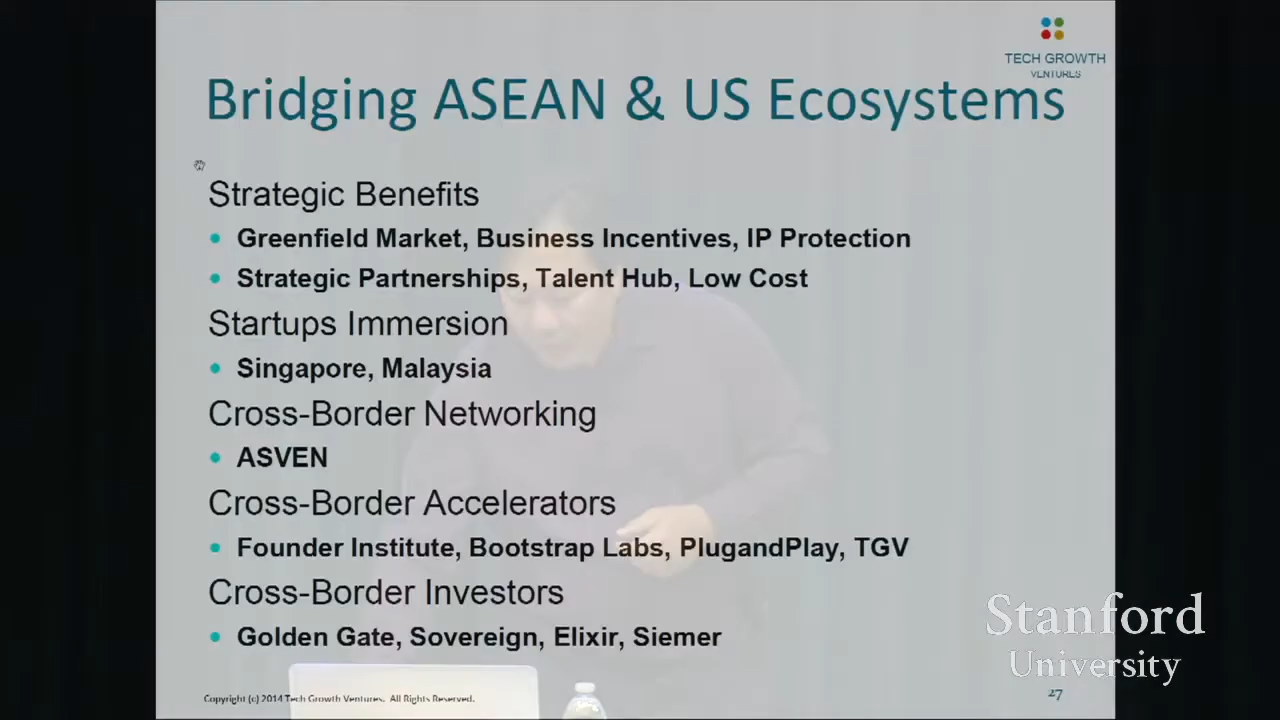 TECH GROWTH
VENTURES
Bridging ASEAN & US Ecosystems
Strategic Benefits
Greenfield Market, Business Incentives, IP Protection
Strategic Partnerships, Talent Hub, Low Cost
Startups Immersion
Singapore, Malaysia
Cross-Border Networking
ASVEN
Cross-Border Accelerators
Founder Institute, Bootstrap Labs, PlugandPlay, TGV
Cross-Border Investors
Golden Gate, Sovereign, Elixir, Siemer
Stanford
University
Copyright (c) 2014 Tech Growth Ventures. All Rights Reserved.
27